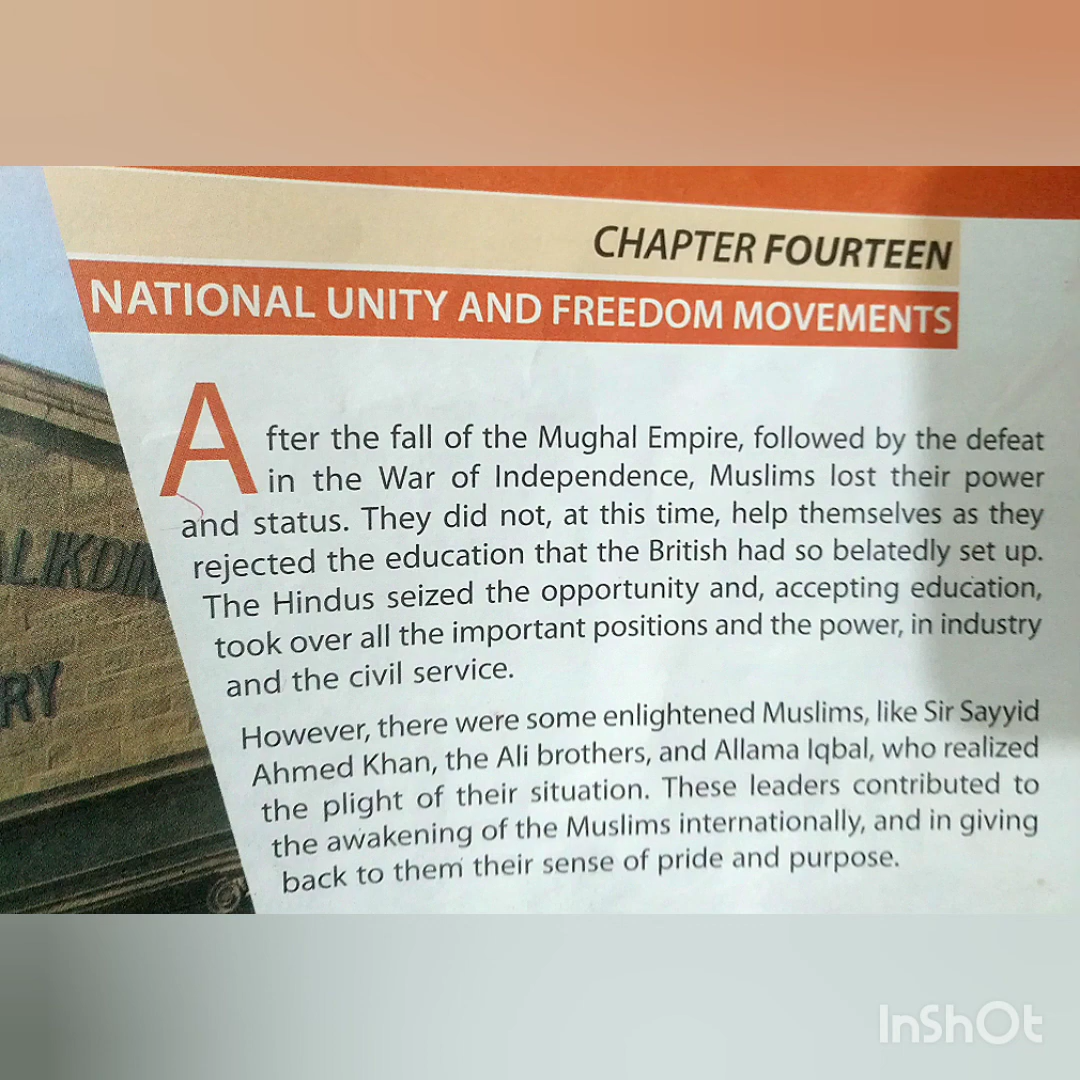 CHAPTER FOURTEEN
NATIONAL UNITY AND FREEDOM MOVEMENTS
After the fall of the Mughal Empire, followed by the defeat
in the War of Independence, Muslims lost their power
and status. They did not, at this time, help themselves as they
rejected the education that the British had so belatedly set up.
The Hindus seized the opportunity and, accepting education,
took over all the important positions and the power, in industry
and the civil service.
However, there were some enlightened Muslims, like Sir Sayyid
Ahmed Khan, the Ali brothers, and Allama Iqbal, who realized
the plight of their situation. These leaders contributed to
the awakening of the Muslims internationally, and in giving
back to them their sense of pride and purpose.
ALIKDIN
RY
InShOt